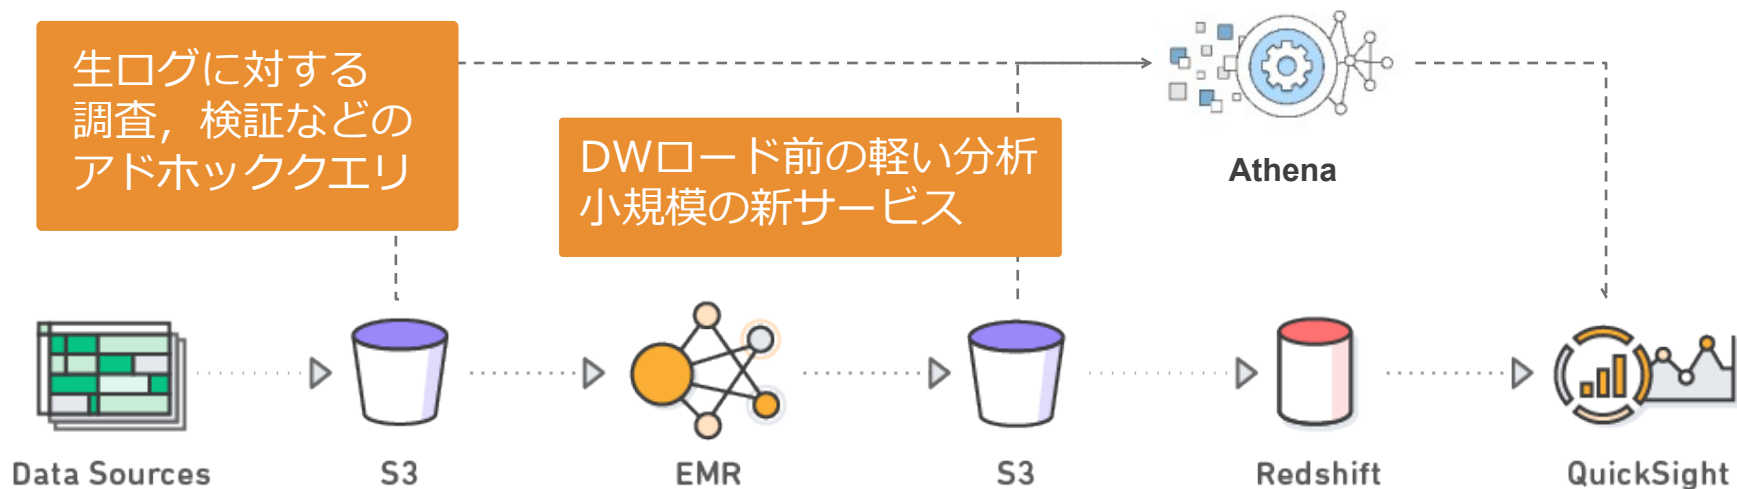 生ログに対する
調査，検証などの
アドホッククエリ
DWロード前の軽い分析
小規模の新サービス
Athena
Data Sources
S3
EMR
S3
Redshift
QuickSight